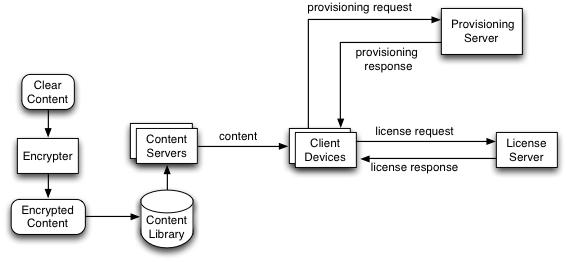 provisioning request
Provisioning
Server
provisioning
response
Clear
Content
Encrypter
Encrypted
Content
Content
Servers
content
Content
Library
Client
Devices
license request
license response
License
Server